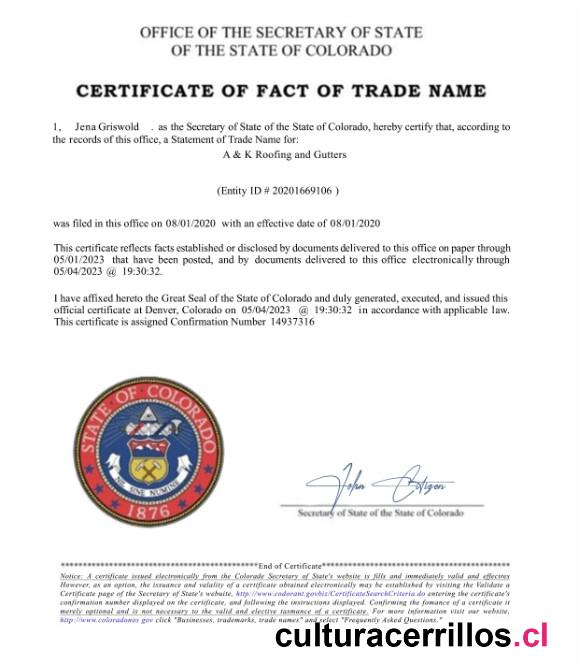 OFFICE OF THE SECRETARY OF STATE
OF THE STATE OF COLORADO
CERTIFICATE OF FACT OF TRADE NAME
1, Jena Griswold . as the Secretary of State of the State of Colorado, hereby certify that, according to
the records of this office, a Statement of Trade Name for:
A & K Roofing and Gutters
(Entity ID # 20201669106 )
was filed in this office on 08/01/2020 with an effective date of 08/01/2020
This certificate reflects facts established or disclosed by documents delivered to this office on paper through
05/01/2023 that have been posted, and by documents delivered to this office electronically through
05/04/2023 @ 19:30:32.
I have affixed hereto the Great Seal of the State of Colorado and duly generated, executed, and issued this
official certificate at Denver, Colorado on 05/04/2023 @ 19:30:32 in accordance with applicable law.
This certificate is assigned Confirmation Number 14937316
STATE OF COLORADO
NIL SINE NUMINE
1876
John Citizen
Secretary of State of the State of Colorado
*********************************************End of Certificate*******************************************
Notice: A certificate issued electronically from the Colorade Secretary of State's website is fills and immediately valid and effectires
However, as an option, the issuance and valality of a certificate obtained electronically may be established by visiting the Validate a
Certificate page of the Secretary of State's website, http://www.codorant.govbiz/CertificateSearchCriteria.do entering the certificate's
confirmation number displayed on the certificate, and following the instructions displayed. Confirming the fomance of a certificate it
merely optional and is not necessary to the valid and elective tasmance of a certificate. For more information visit our website,
http://www.coloradonos gov click "Businesses, trademarks, trade names" and select "Frequently Asked Questions."
culturacerrillos.cl